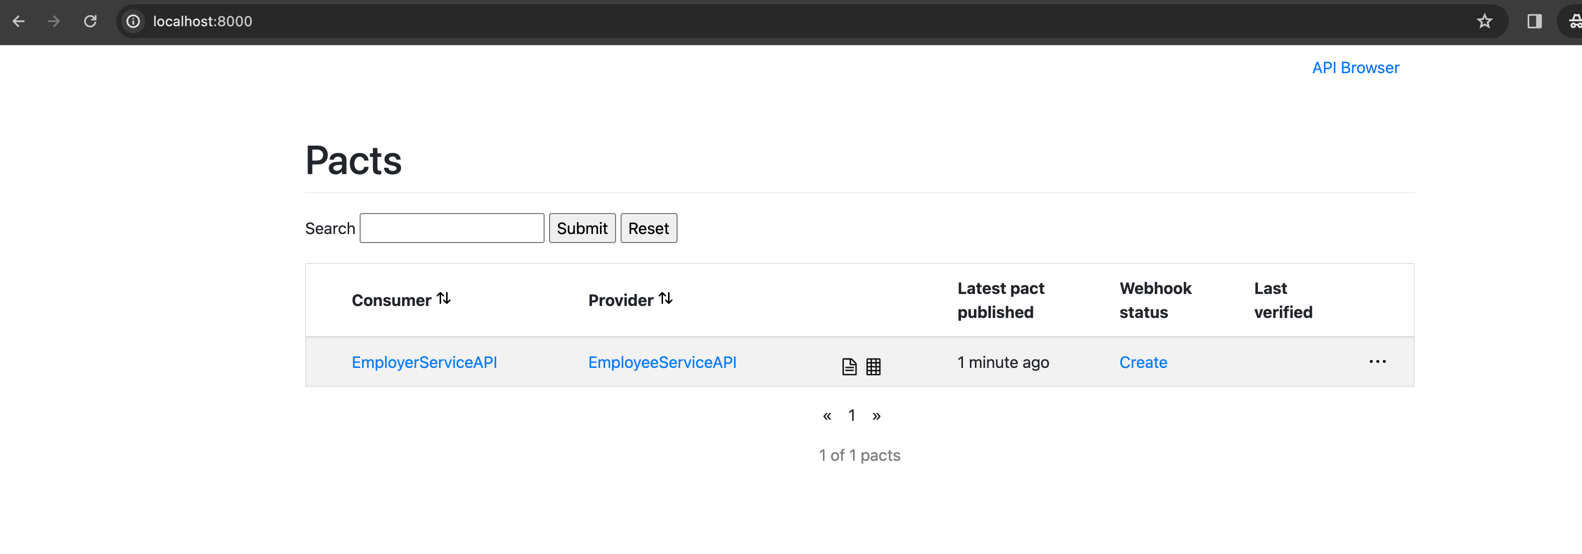 localhost:8000
API Browser
Pacts
Search Submit Reset
Consumer Provider Latest pact published Webhook status Last verified
EmployerServiceAPI EmployeeServiceAPI 1 minute ago Create ...
« 1 »
1 of 1 pacts